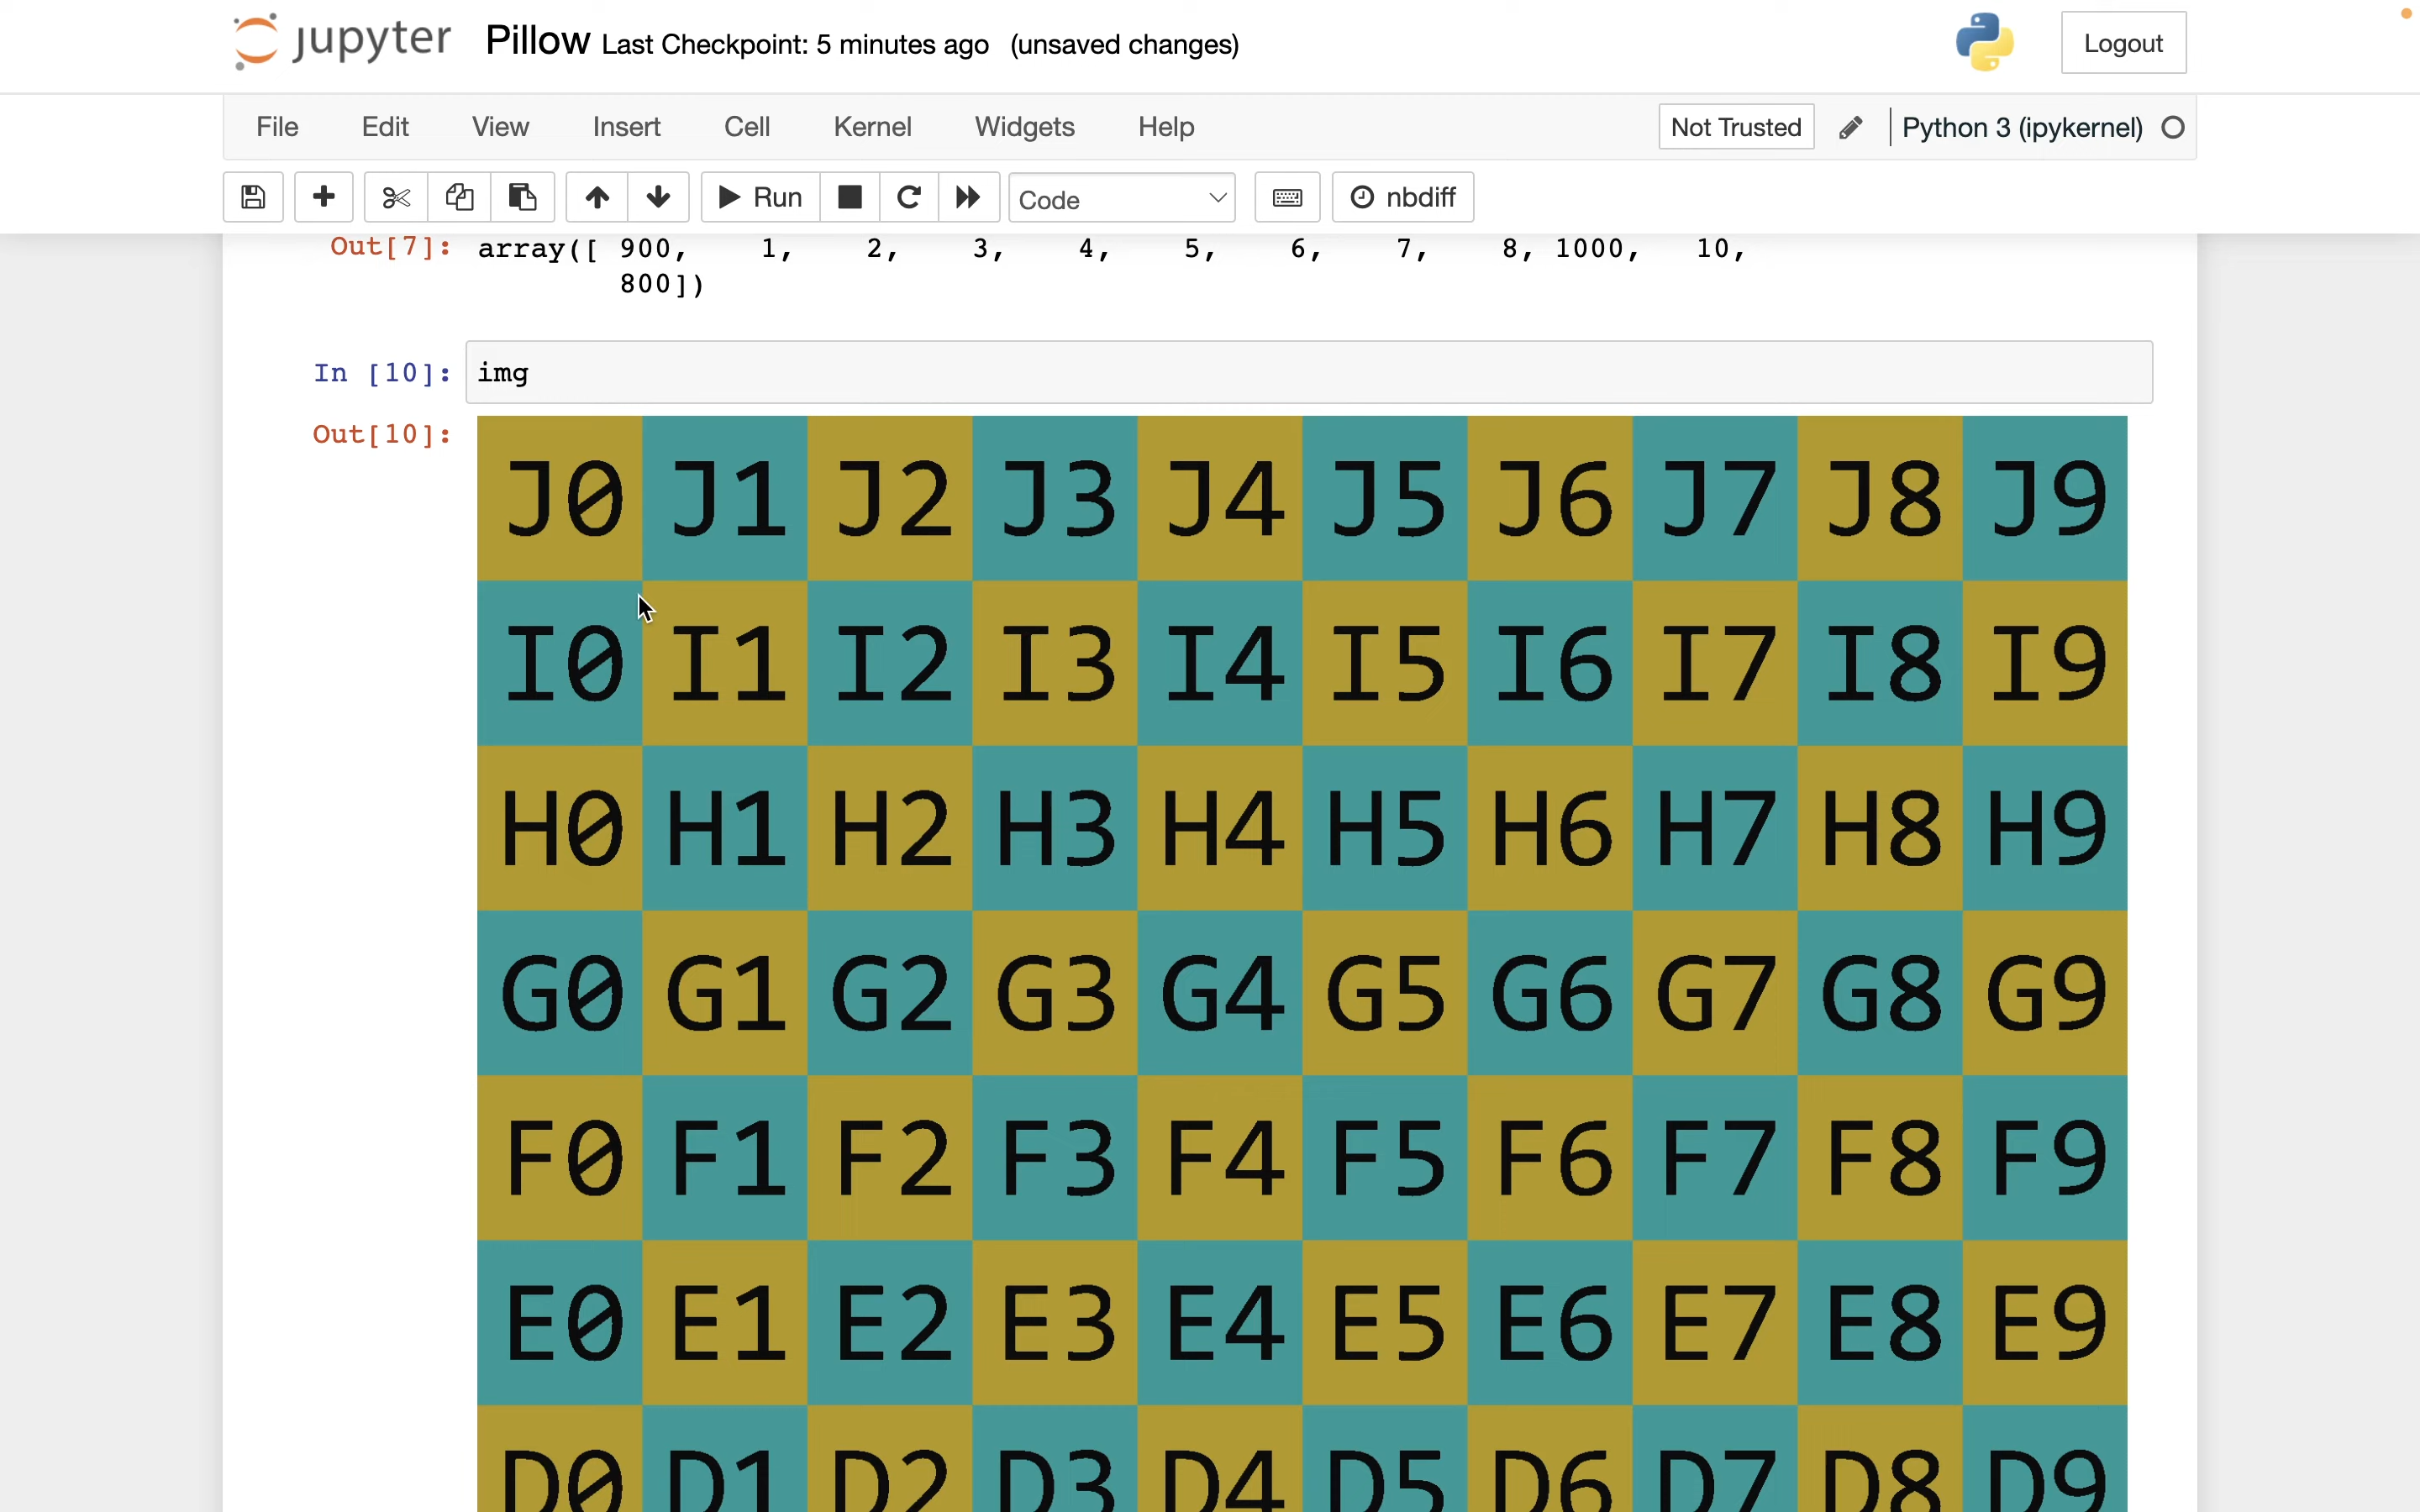 jupyter Pillow Last Checkpoint: 5 minutes ago (unsaved changes) Logout
File Edit View Insert Cell Kernel Widgets Help Not Trusted Python 3 (ipykernel)
Run Code nbdiff
Out[7]: array([ 900, 1, 2, 3, 4, 5, 6, 7, 8, 1000, 10,
800])
In [10]: img
Out[10]:
J0 J1 J2 J3 J4 J5 J6 J7 J8 J9
I0 I1 I2 I3 I4 I5 I6 I7 I8 I9
H0 H1 H2 H3 H4 H5 H6 H7 H8 H9
G0 G1 G2 G3 G4 G5 G6 G7 G8 G9
F0 F1 F2 F3 F4 F5 F6 F7 F8 F9
E0 E1 E2 E3 E4 E5 E6 E7 E8 E9
D0 D1 D2 D3 D4 D5 D6 D7 D8 D9